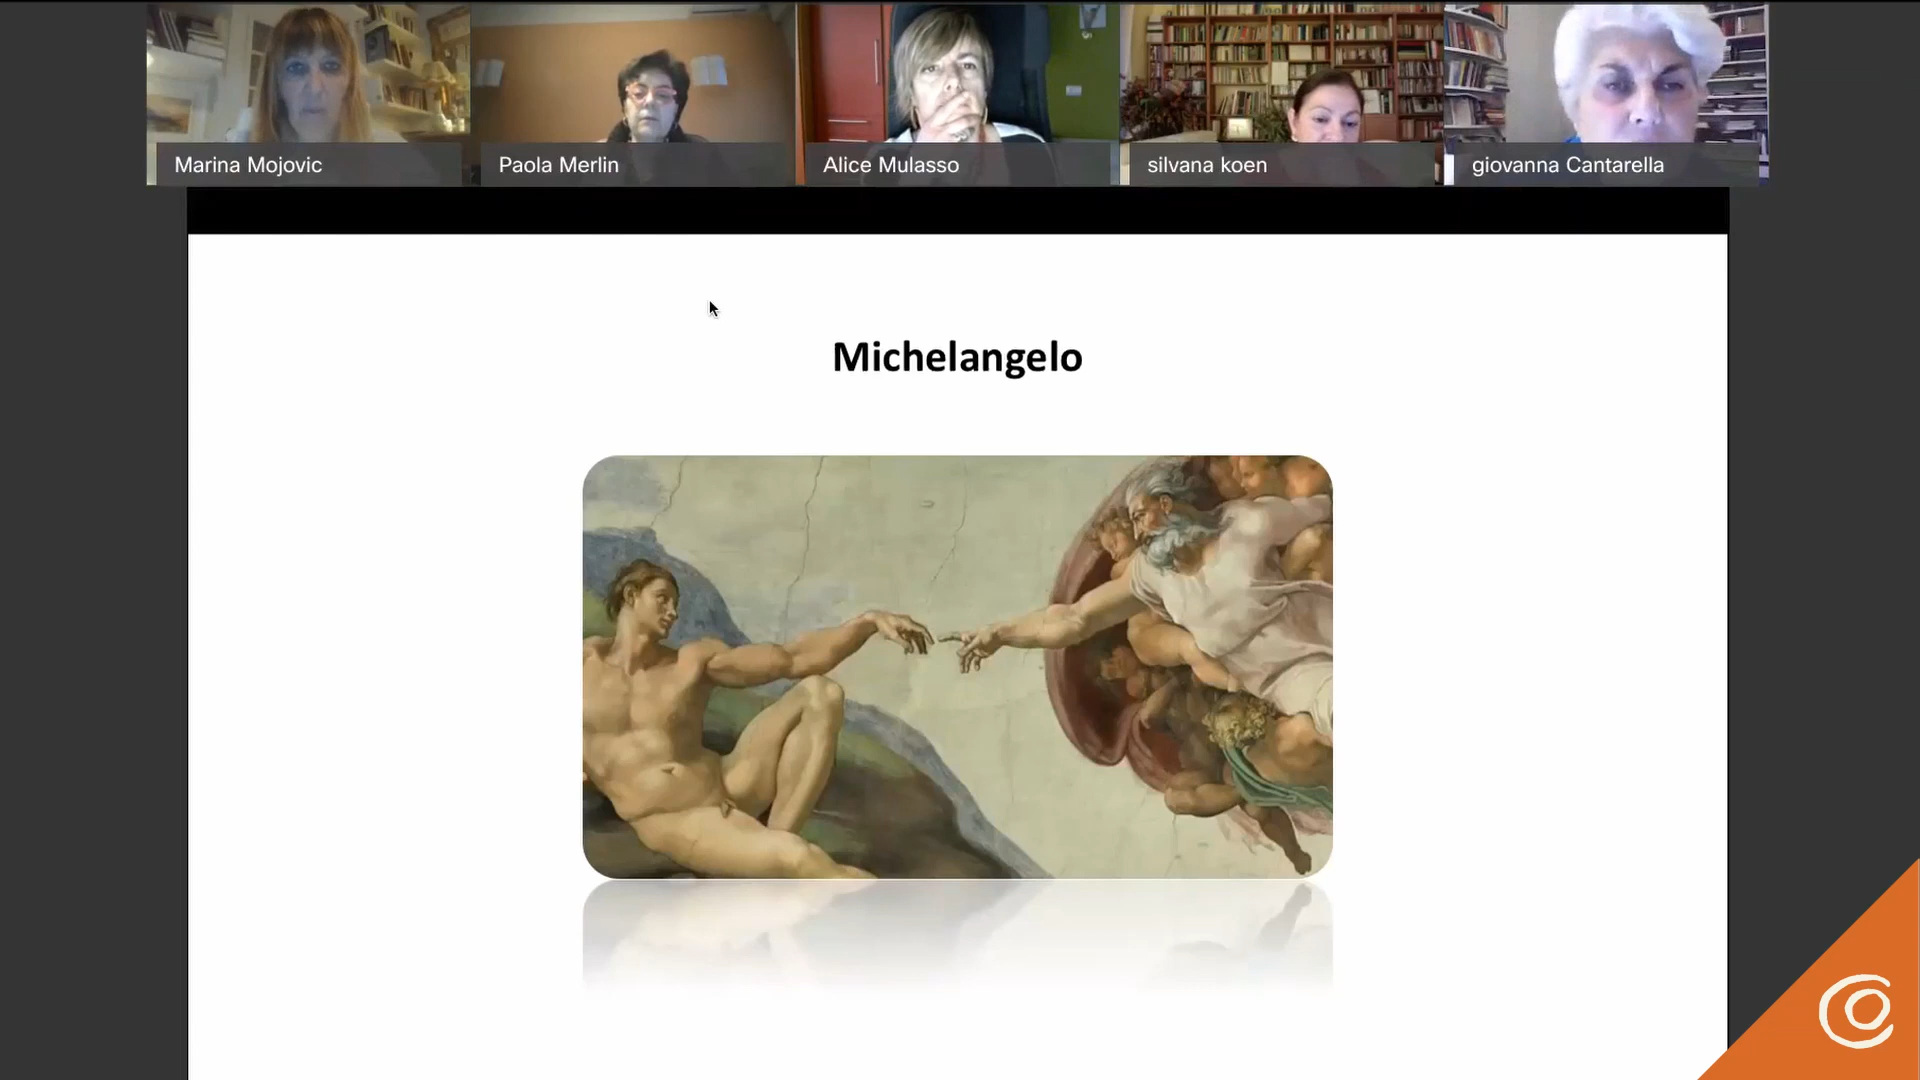 Marina Mojovic
Paola Merlin
Alice Mulasso
silvana koen
giovanna Cantarella
Michelangelo